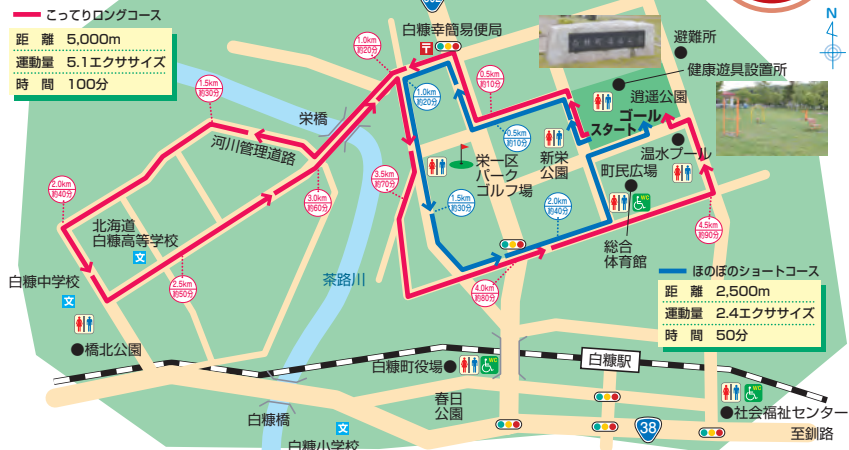 こってりロングコース
距　離　5,000m
運動量　5.1エクササイズ
時　間　100分
白糠幸簡易便局
避難所
健康遊具設置所
逍遥公園
ゴール
スタート
温水プール
町民広場
総合
体育館
新栄
公園
栄一区
パーク
ゴルフ場
栄橋
河川管理道路
北海道
白糠高等学校
白糠中学校
橋北公園
茶路川
白糠町役場
春日
公園
白糠橋
白糠小学校
白糠駅
社会福祉センター
至釧路
38
N
0.5km
約10分
1.0km
約20分
1.5km
約30分
2.0km
約40分
2.5km
約50分
3.0km
約60分
3.5km
約70分
4.0km
約80分
4.5km
約90分
0.5km
約10分
1.0km
約20分
1.5km
約30分
2.0km
約40分
文
文
文
WC
WC
WC
ほのぼのショートコース
距　離　2,500m
運動量　2.4エクササイズ
時　間　50分